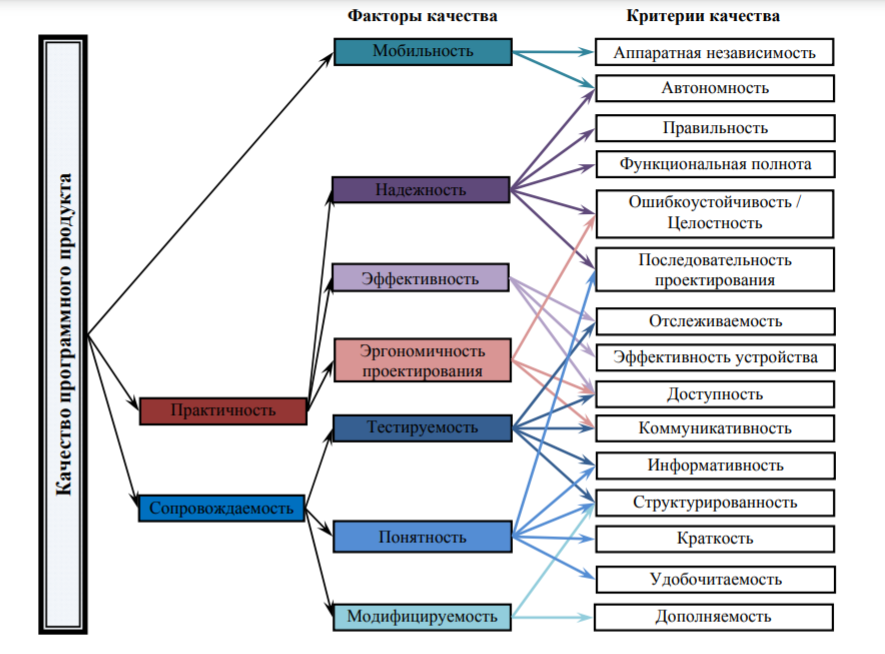 Факторы качества
Критерии качества
Качество программного продукта
Мобильность
Надежность
Эффективность
Эргономичность
проектирования
Практичность
Тестируемость
Сопровождаемость
Понятность
Модифицируемость
Аппаратная независимость
Автономность
Правильность
Функциональная полнота
Ошибкоустойчивость /
Целостность
Последовательность
проектирования
Отслеживаемость
Эффективность устройства
Доступность
Коммуникативность
Информативность
Структурированность
Краткость
Удобочитаемость
Дополняемость